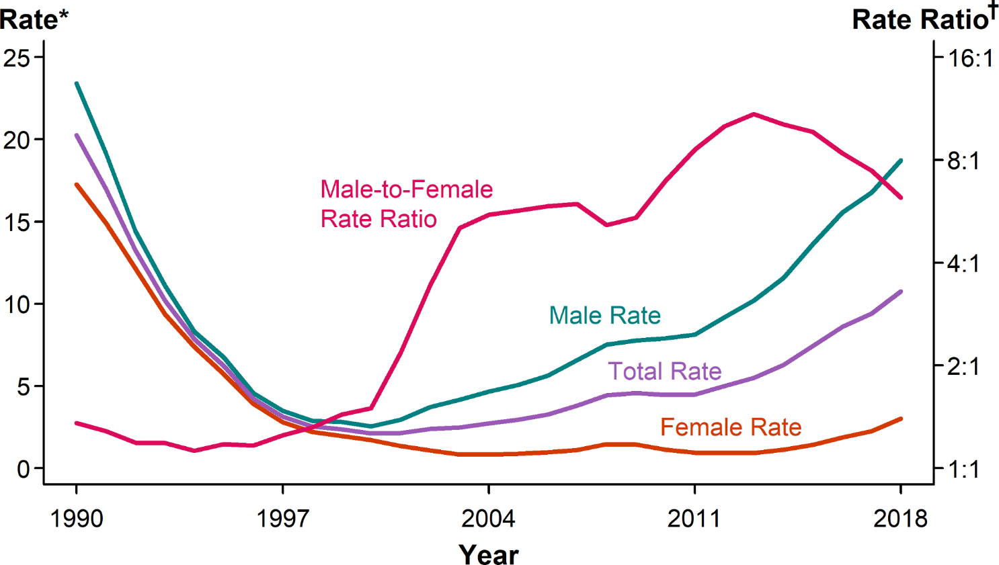 Rate*
Rate Ratio†
25
20
15
10
5
0
16:1
8:1
4:1
2:1
1:1
Male-to-Female
Rate Ratio
Male Rate
Total Rate
Female Rate
1990
1997
2004
2011
2018
Year